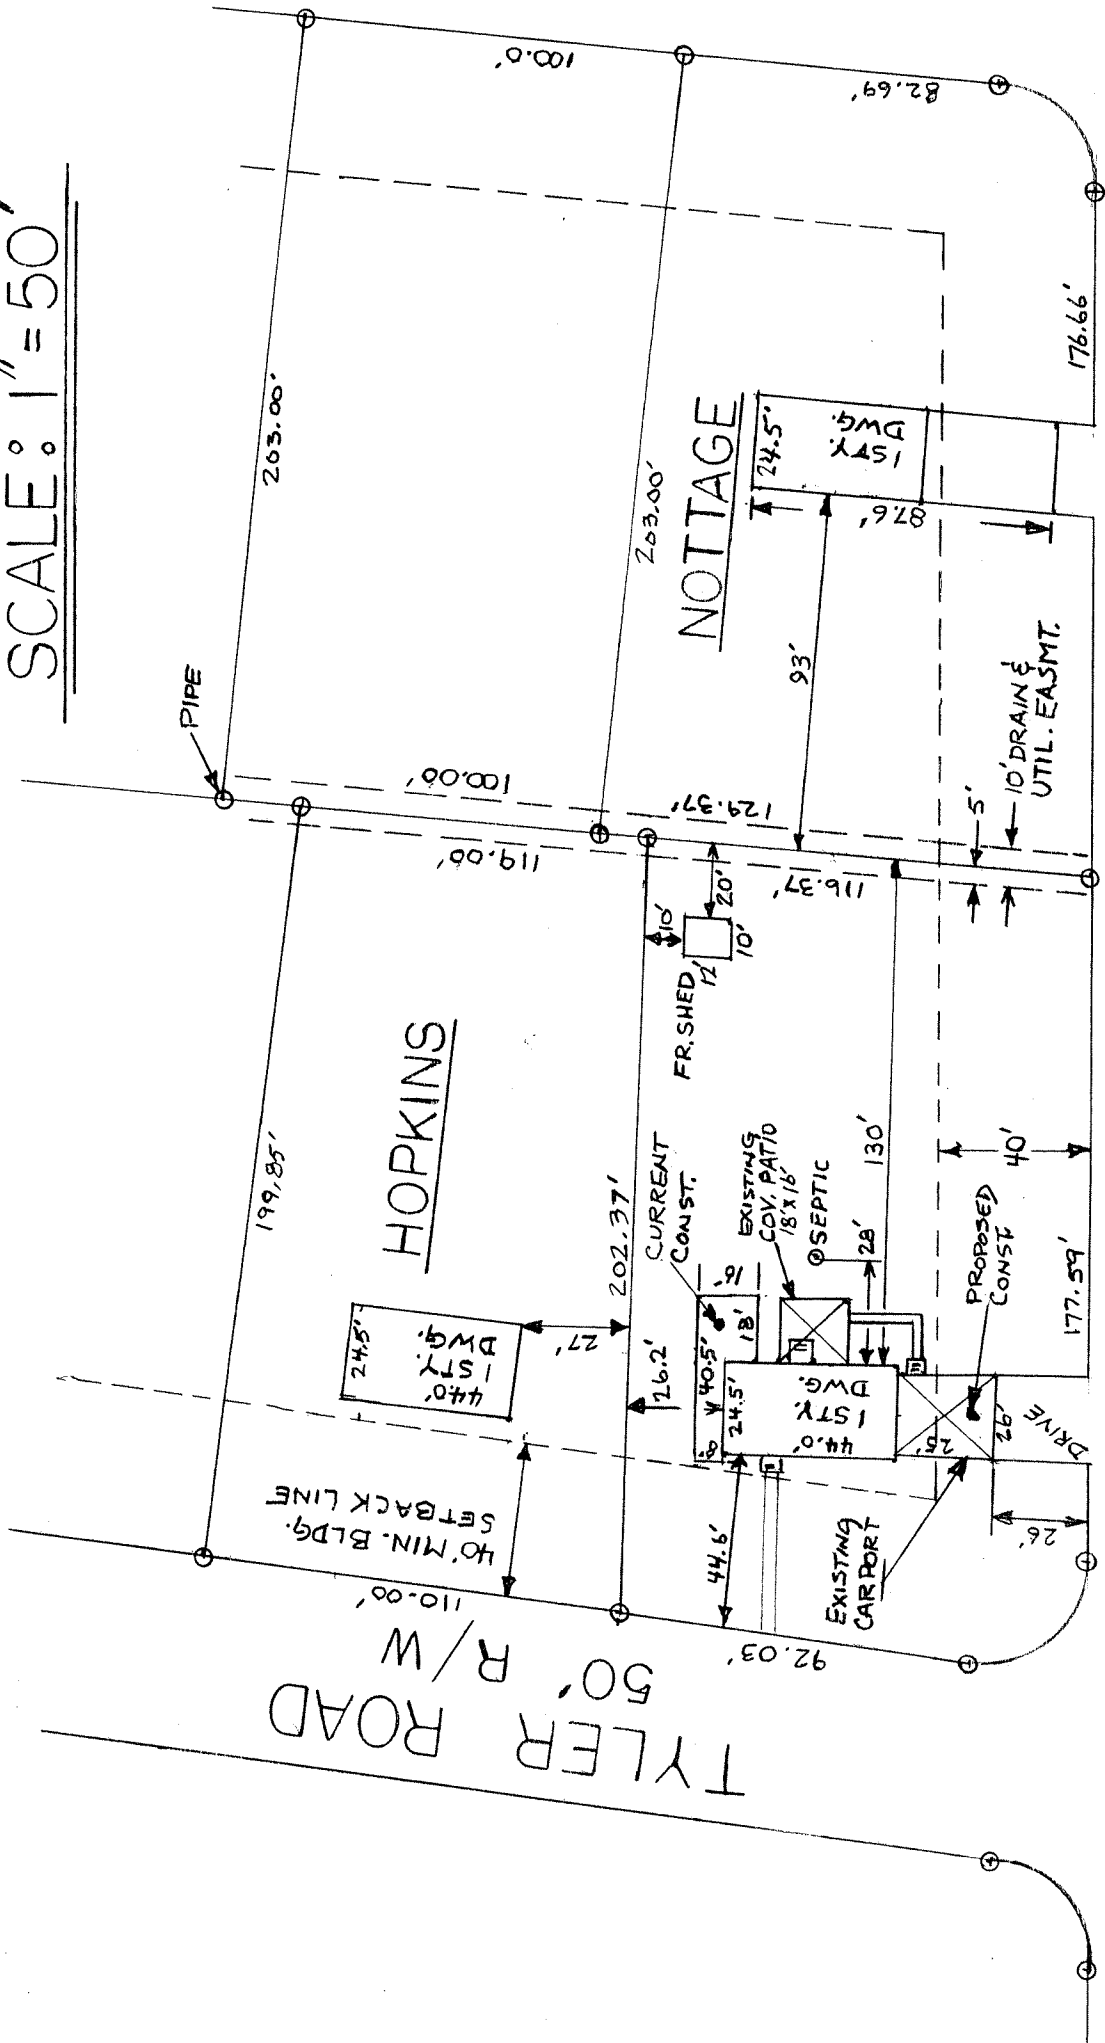 SCALE: 1"=50'
PIPE
203.00'
100.0'
203.00'
82.69'
100.00'
129.37'
119.00'
116.37'
NOTTAGE
24.5'
1 STY.
DWG.
87.6'
93'
176.66'
10' DRAIN &
UTIL. EASMT.
5'
199.85'
HOPKINS
24.5'
1 STY.
DWG.
44.0'
27'
202.37'
26.2'
20'
10'
10'
12'
FR. SHED
CURRENT
CONST.
EXISTING
COV. PATIO
18'X16'
SEPTIC
130'
28'
40'
PROPOSED
CONST.
177.59'
16'
18'
40.5'
8'
24.5'
1 STY.
DWG.
44.0'
25'
26'
DRIVE
26'
EXISTING
CARPORT
44.6'
92.03'
40' MIN. BLDG.
SETBACK LINE
110.00'
TYLER ROAD
50' R/W